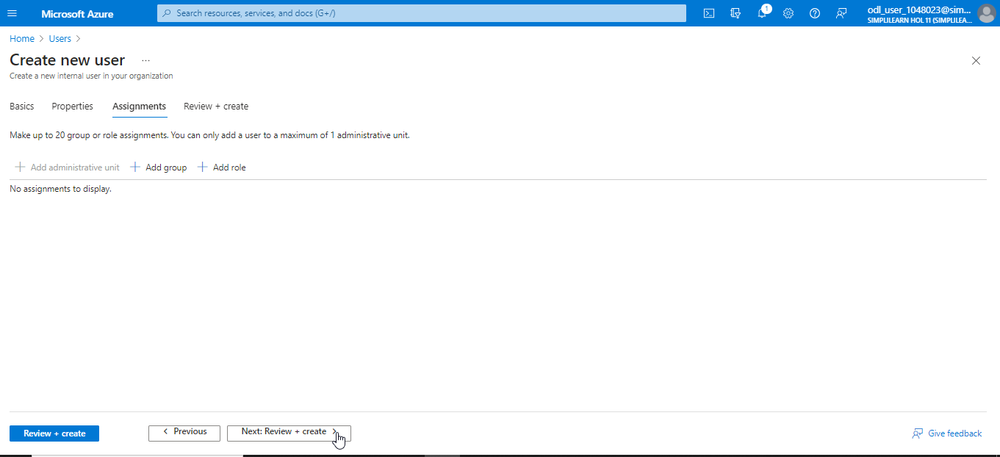 Microsoft Azure
Search resources, services, and docs (G+/)
1
odl_user_1048023@sim...
SIMPLILEARN HOL 11 (SIMPLILEA...
Home > Users >
Create new user ...
Create a new internal user in your organization
Basics Properties Assignments Review + create
Make up to 20 group or role assignments. You can only add a user to a maximum of 1 administrative unit.
Add administrative unit Add group Add role
No assignments to display.
Review + create < Previous Next: Review + create > Give feedback